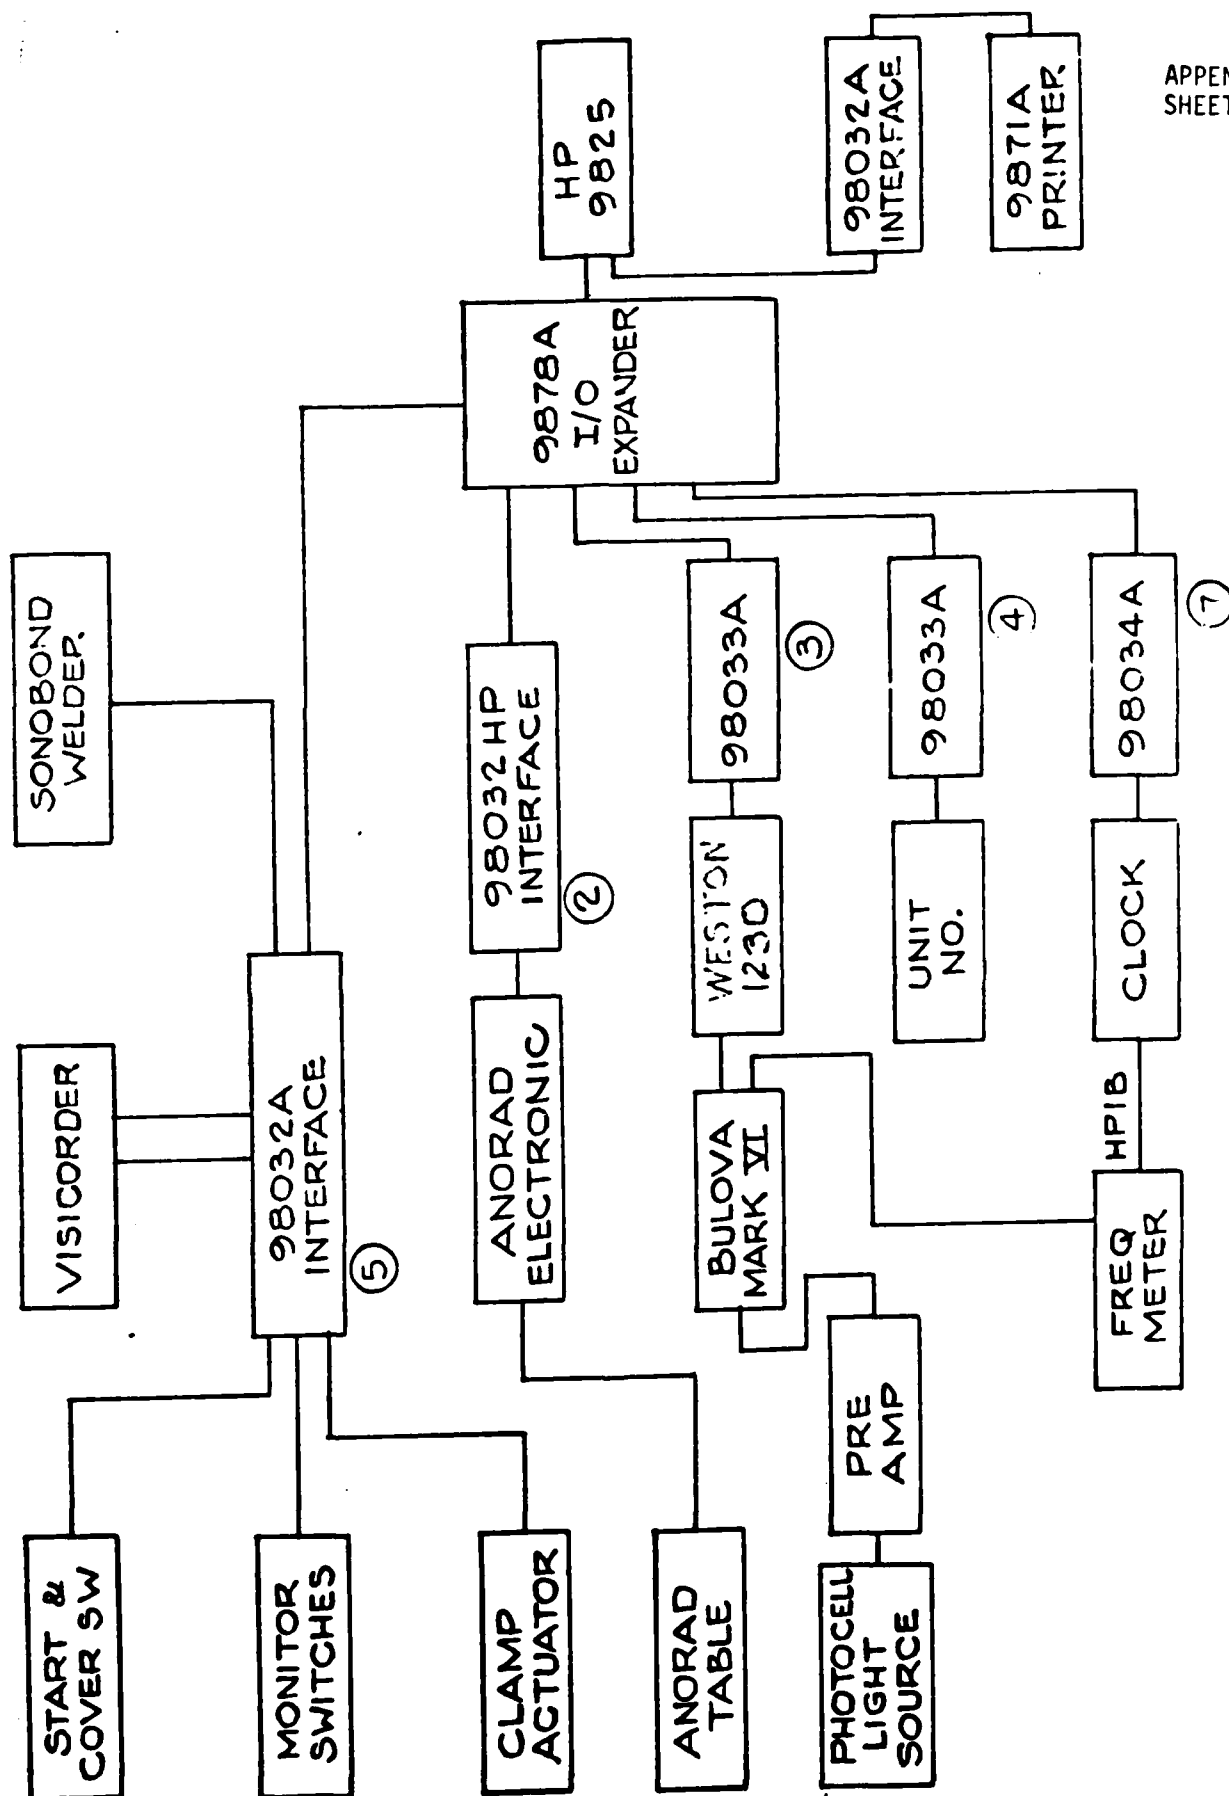 APPEN
SHEET
START &
COVER SW
VISICORDER
SONOBOND
WELDER
MONITOR
SWITCHES
98032A
INTERFACE
5
CLAMP
ACTUATOR
ANORAD
ELECTRONIC
98032 HP
INTERFACE
2
9878A
I/O
EXPANDER
HP
9825
ANORAD
TABLE
BULOVA
MARK VI
WESTON
1230
98033A
3
PHOTOCELL
LIGHT
SOURCE
PRE
AMP
UNIT
NO.
98033A
4
98032A
INTERFACE
FREQ
METER
HPIB
CLOCK
98034A
7
9871A
PRINTER